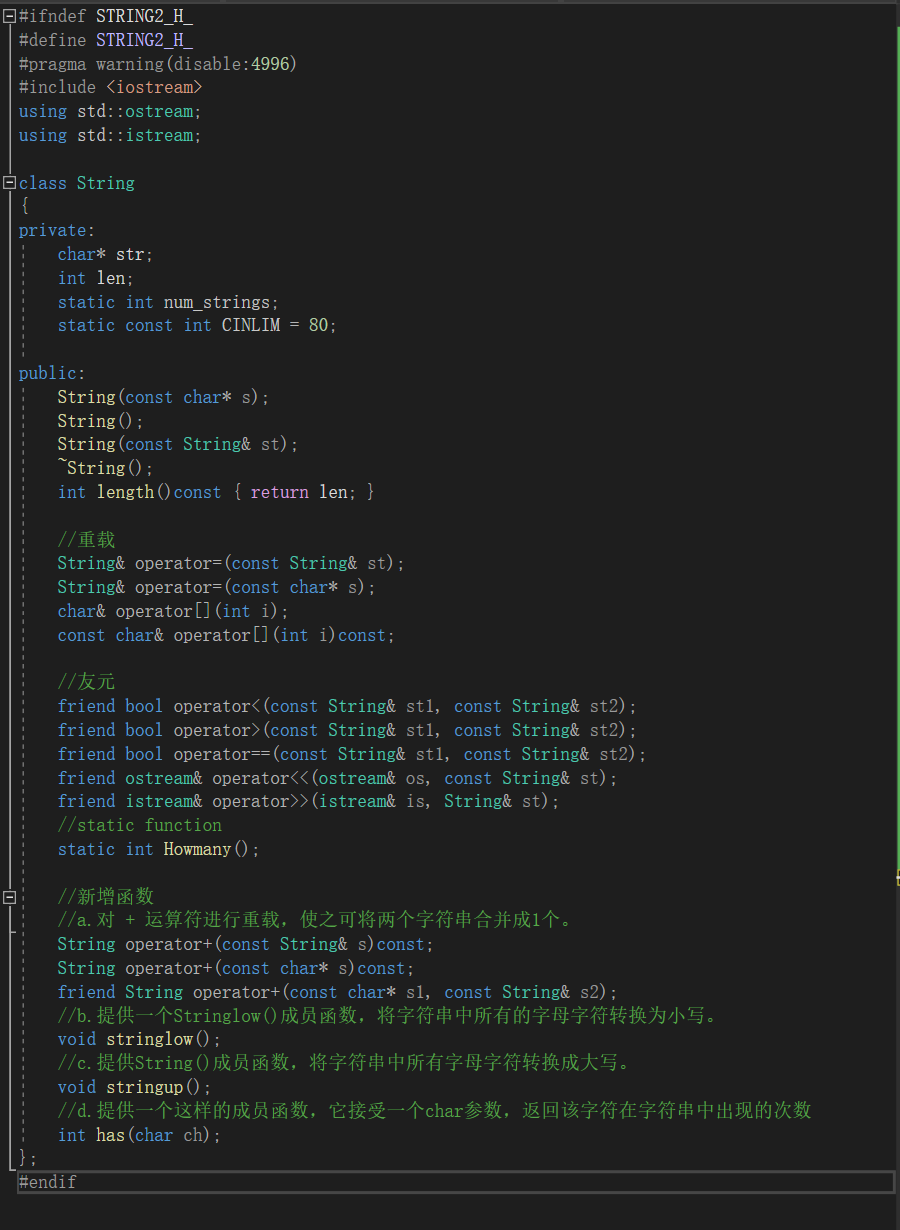 #ifndef STRING2_H_
#define STRING2_H_
#pragma warning(disable:4996)
#include <iostream>
using std::ostream;
using std::istream;
class String
{
private:
char* str;
int len;
static int num_strings;
static const int CINLIM = 80;
public:
String(const char* s);
String();
String(const String& st);
~String();
int length()const { return len; }
//重载
String& operator=(const String& st);
String& operator=(const char* s);
char& operator[](int i);
const char& operator[](int i)const;
//友元
friend bool operator<(const String& st1, const String& st2);
friend bool operator>(const String& st1, const String& st2);
friend bool operator==(const String& st1, const String& st2);
friend ostream& operator<<(ostream& os, const String& st);
friend istream& operator>>(istream& is, String& st);
//static function
static int Howmany();
//新增函数
//a.对 + 运算符进行重载，使之可将两个字符串合并成1个。
String operator+(const String& s)const;
String operator+(const char* s)const;
friend String operator+(const char* s1, const String& s2);
//b.提供一个Stringlow()成员函数，将字符串中所有的字母字符转换为小写。
void stringlow();
//c.提供String()成员函数，将字符串中所有字母字符转换成大写。
void stringup();
//d.提供一个这样的成员函数，它接受一个char参数，返回该字符在字符串中出现的次数
int has(char ch);
};
#endif